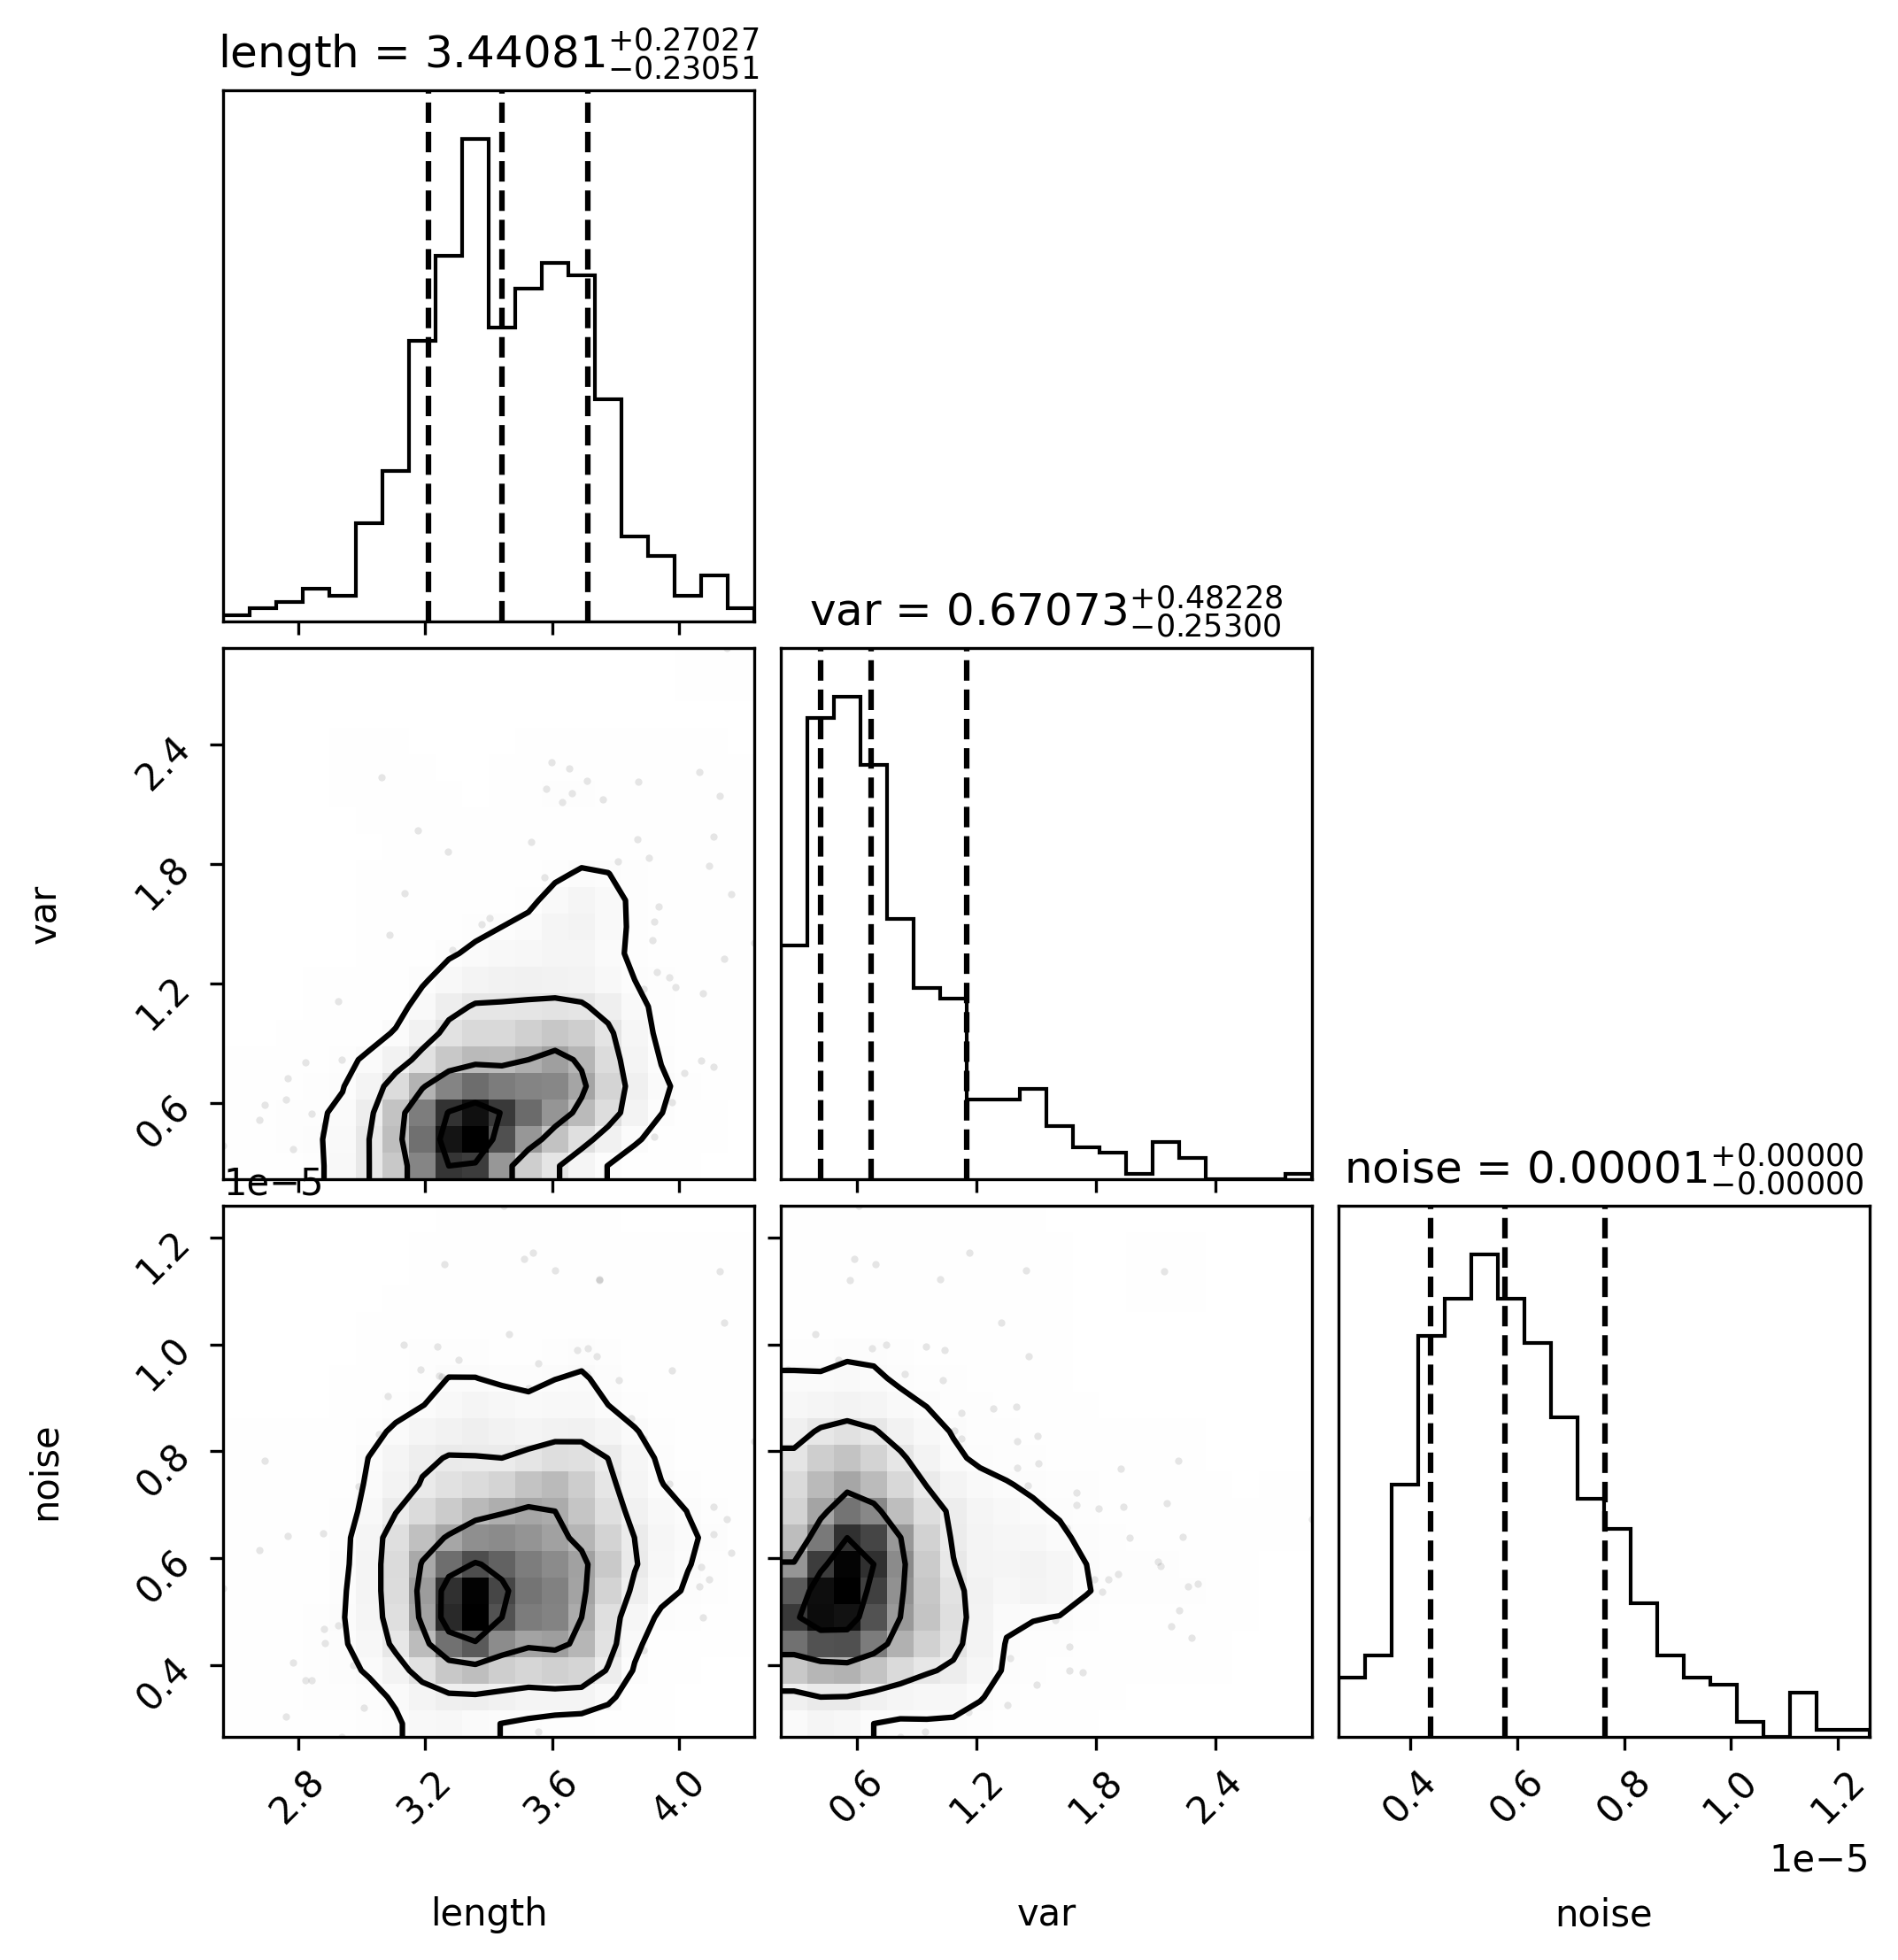 length = 3.44081 +0.27027 −0.23051
var = 0.67073 +0.48228 −0.25300
2.4
1.8
1.2
0.6
var
1e−5
noise = 0.00001 +0.00000 −0.00000
1.2
1.0
0.8
0.6
0.4
noise
2.8 3.2 3.6 4.0
0.6 1.2 1.8 2.4
0.4 0.6 0.8 1.0 1.2
1e−5
length
var
noise